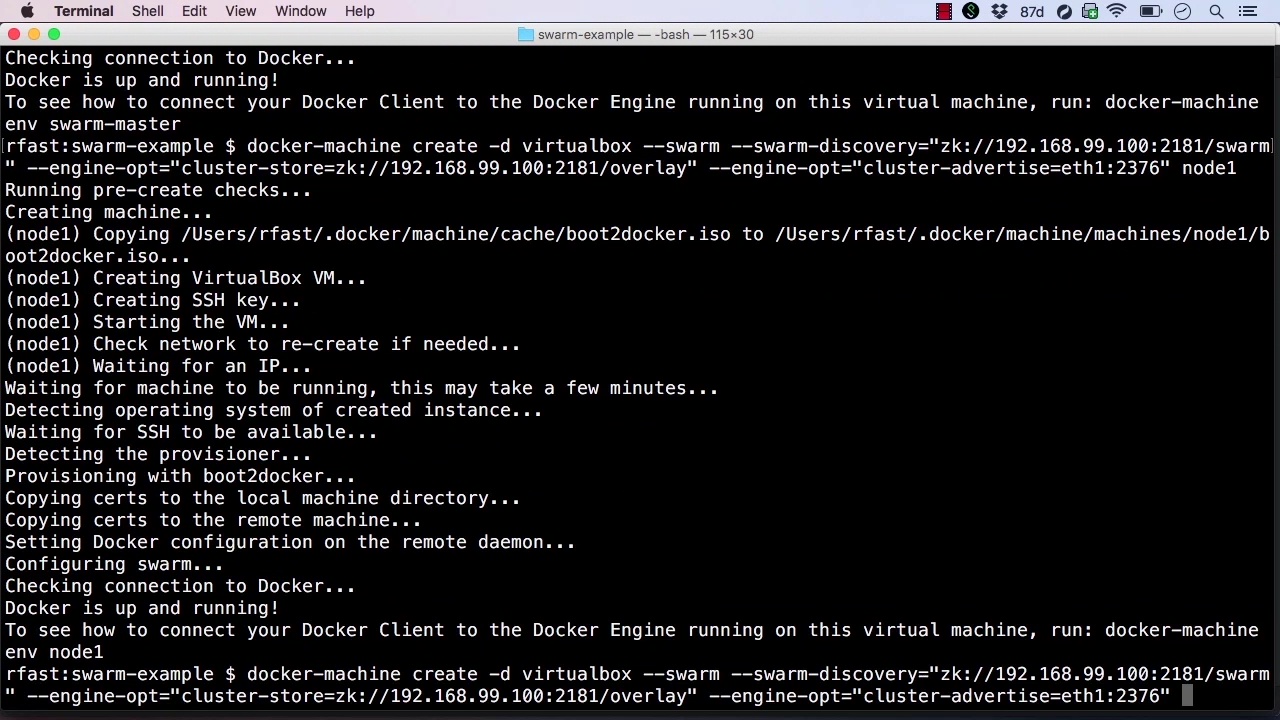 Terminal Shell Edit View Window Help 87d
swarm-example — -bash — 115×30
Checking connection to Docker...
Docker is up and running!
To see how to connect your Docker Client to the Docker Engine running on this virtual machine, run: docker-machine
env swarm-master
rfast:swarm-example $ docker-machine create -d virtualbox --swarm --swarm-discovery="zk://192.168.99.100:2181/swarm
" --engine-opt="cluster-store=zk://192.168.99.100:2181/overlay" --engine-opt="cluster-advertise=eth1:2376" node1
Running pre-create checks...
Creating machine...
(node1) Copying /Users/rfast/.docker/machine/cache/boot2docker.iso to /Users/rfast/.docker/machine/machines/node1/b
oot2docker.iso...
(node1) Creating VirtualBox VM...
(node1) Creating SSH key...
(node1) Starting the VM...
(node1) Check network to re-create if needed...
(node1) Waiting for an IP...
Waiting for machine to be running, this may take a few minutes...
Detecting operating system of created instance...
Waiting for SSH to be available...
Detecting the provisioner...
Provisioning with boot2docker...
Copying certs to the local machine directory...
Copying certs to the remote machine...
Setting Docker configuration on the remote daemon...
Configuring swarm...
Checking connection to Docker...
Docker is up and running!
To see how to connect your Docker Client to the Docker Engine running on this virtual machine, run: docker-machine
env node1
rfast:swarm-example $ docker-machine create -d virtualbox --swarm --swarm-discovery="zk://192.168.99.100:2181/swarm
" --engine-opt="cluster-store=zk://192.168.99.100:2181/overlay" --engine-opt="cluster-advertise=eth1:2376"